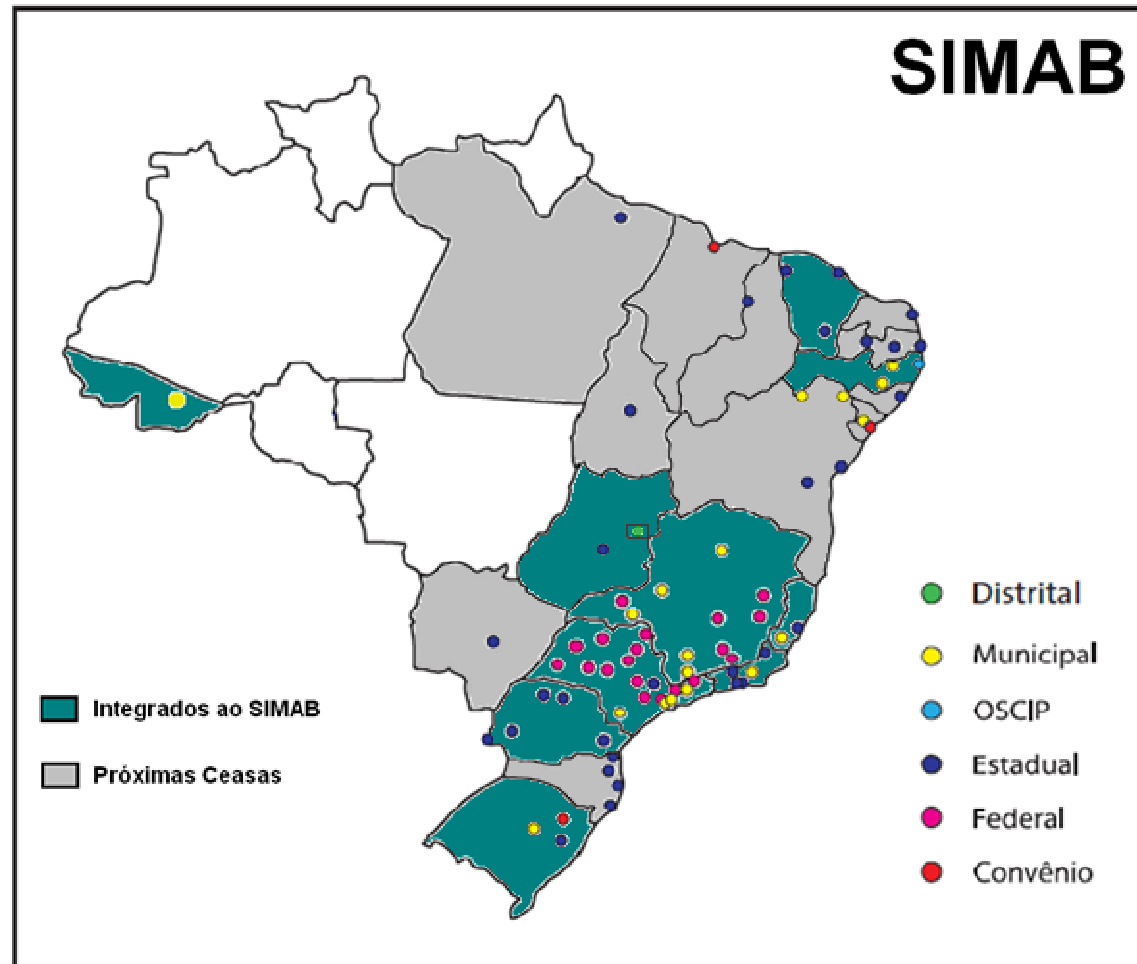 SIMAB
Distrital
Municipal
OSCIP
Estadual
Federal
Convênio
Integrados ao SIMAB
Próximas Ceasas